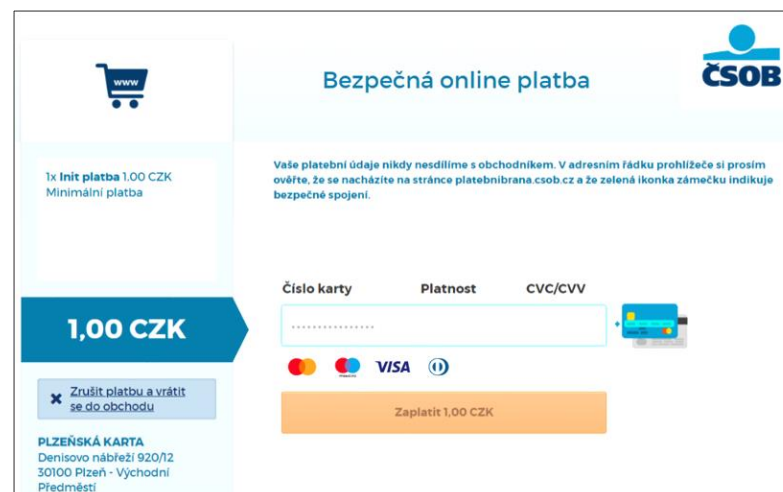 www
Bezpečná online platba
ČSOB
1x Init platba 1,00 CZK
Minimální platba
Vaše platební údaje nikdy nesdílíme s obchodníkem. V adresním řádku prohlížeče si prosím
ověřte, že se nacházíte na stránce platebnibrana.csob.cz a že zelená ikonka zámečku indikuje
bezpečné spojení.
Číslo karty Platnost CVC/CVV
1,00 CZK
VISA
Zrušit platbu a vrátit
se do obchodu
Zaplatit 1,00 CZK
PLZEŇSKÁ KARTA
Denisovo nábřeží 920/12
30100 Plzeň - Východní
Předměstí